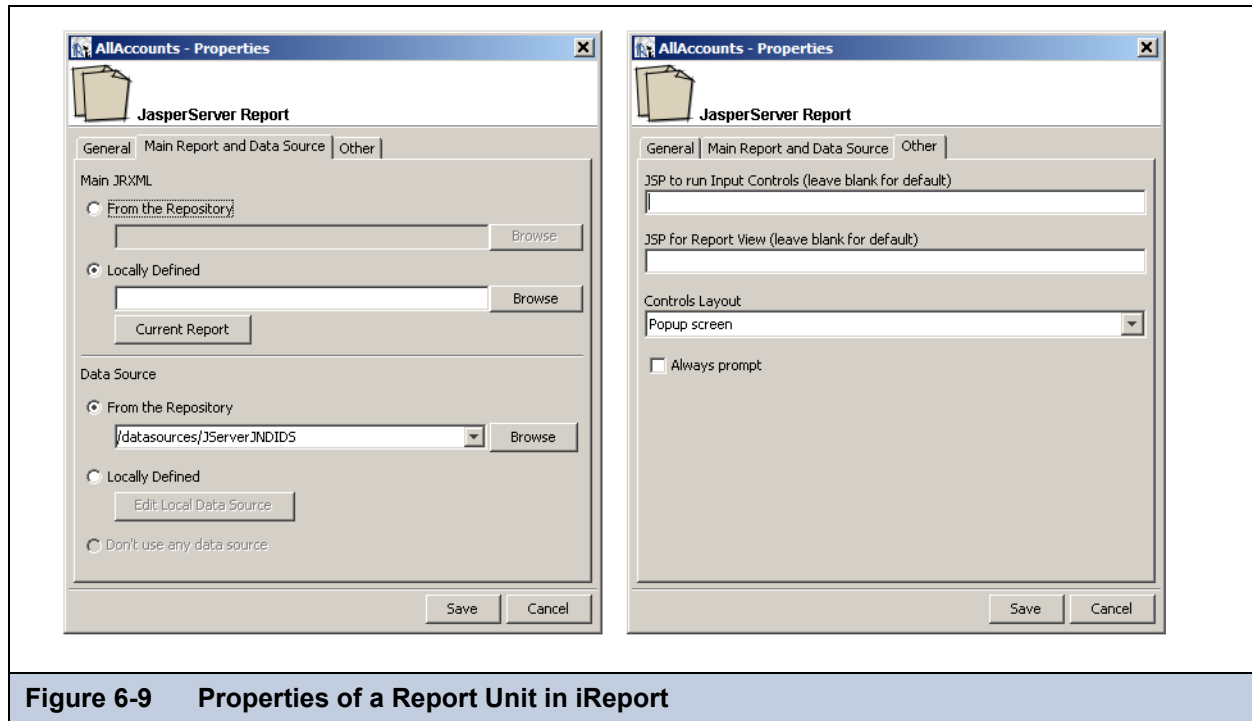 AllAccounts - Properties
JasperServer Report
General Main Report and Data Source Other
Main JRXML
From the Repository
Browse
Locally Defined
Browse
Current Report
Data Source
From the Repository
/datasources/JServerJNDIDS Browse
Locally Defined
Edit Local Data Source
Don't use any data source
Save Cancel
AllAccounts - Properties
JasperServer Report
General Main Report and Data Source Other
JSP to run Input Controls (leave blank for default)
JSP for Report View (leave blank for default)
Controls Layout
Popup screen
Always prompt
Save Cancel
Figure 6-9 Properties of a Report Unit in iReport